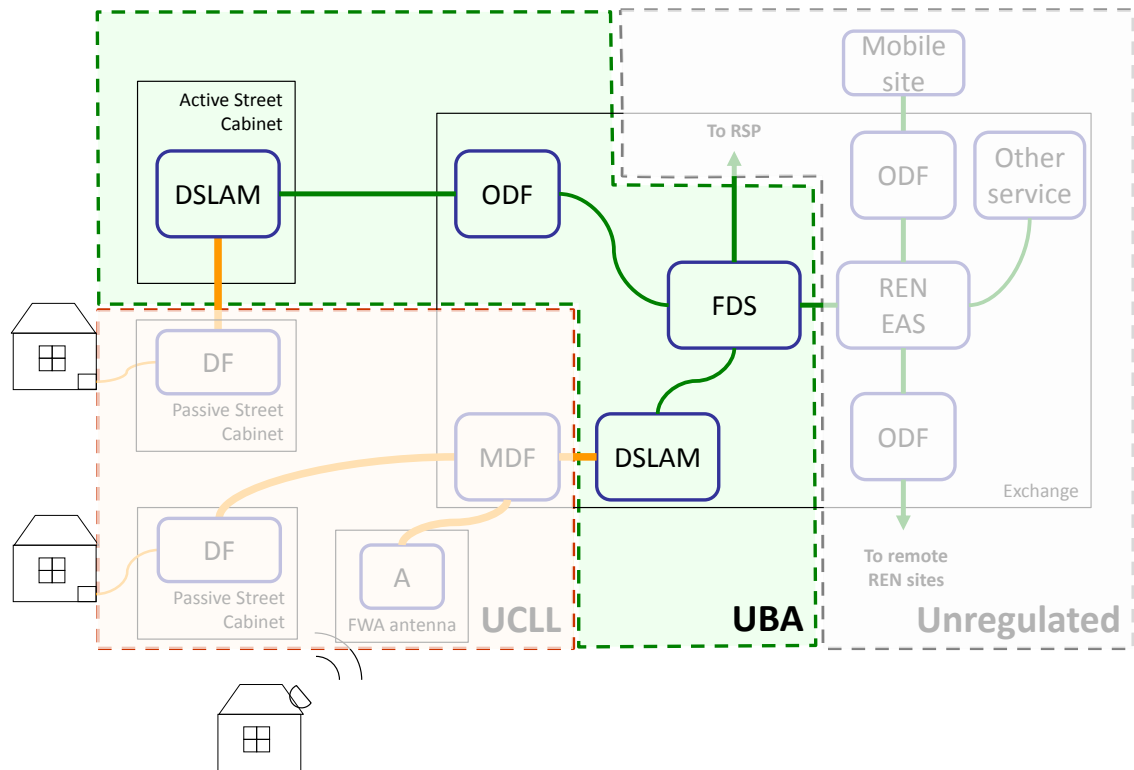 Mobile
site
Active Street
Cabinet
To RSP
DSLAM
ODF
ODF
Other
service
FDS
REN
EAS
DF
Passive Street
Cabinet
MDF
DSLAM
ODF
Exchange
DF
Passive Street
Cabinet
A
FWA antenna
To remote
REN sites
UCLL
UBA
Unregulated